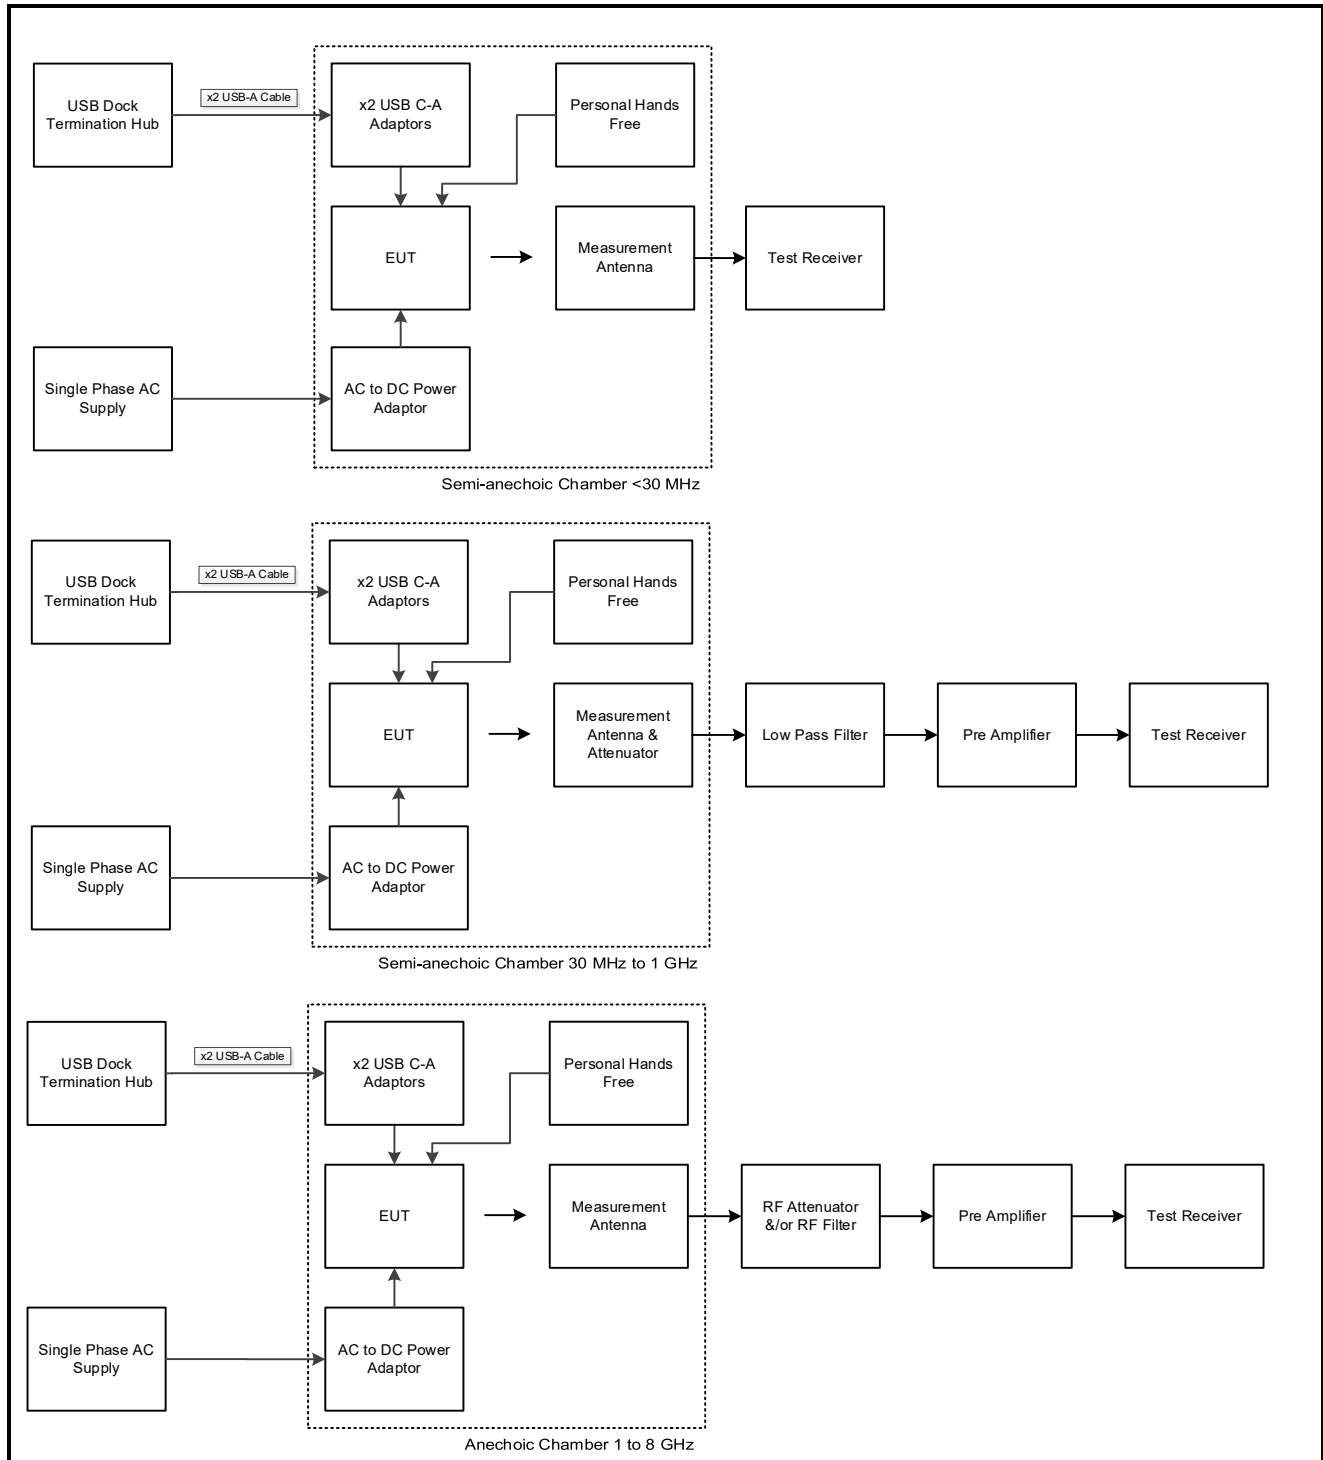 USB Dock
Termination Hub
x2 USB-A Cable
x2 USB C-A
Adaptors
Personal Hands
Free
EUT
Measurement
Antenna
Test Receiver
Single Phase AC
Supply
AC to DC Power
Adaptor
Semi-anechoic Chamber <30 MHz
USB Dock
Termination Hub
x2 USB-A Cable
x2 USB C-A
Adaptors
Personal Hands
Free
EUT
Measurement
Antenna &
Attenuator
Low Pass Filter
Pre Amplifier
Test Receiver
Single Phase AC
Supply
AC to DC Power
Adaptor
Semi-anechoic Chamber 30 MHz to 1 GHz
USB Dock
Termination Hub
x2 USB-A Cable
x2 USB C-A
Adaptors
Personal Hands
Free
EUT
Measurement
Antenna
RF Attenuator
&/or RF Filter
Pre Amplifier
Test Receiver
Single Phase AC
Supply
AC to DC Power
Adaptor
Anechoic Chamber 1 to 8 GHz